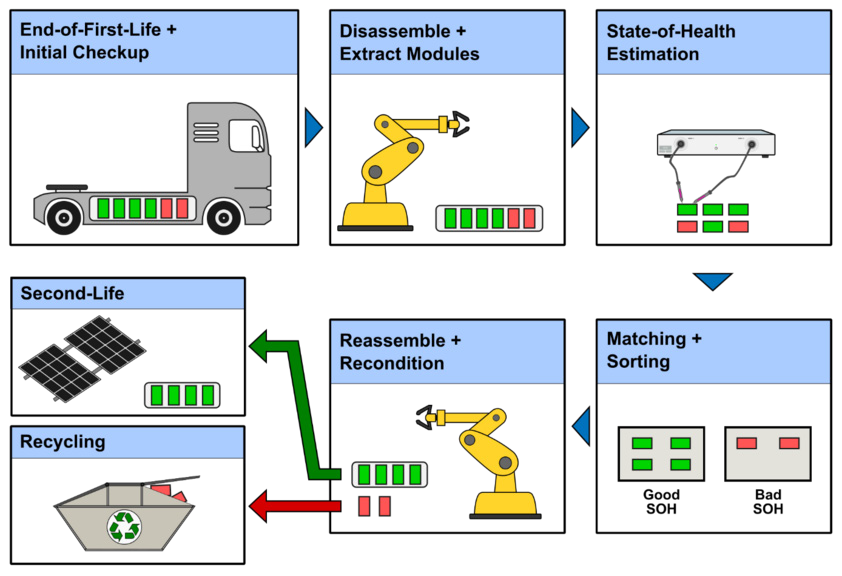 End-of-First-Life +
Initial Checkup
Disassemble +
Extract Modules
State-of-Health
Estimation
Second-Life
Recycling
Reassemble +
Recondition
Matching +
Sorting
Good
SOH
Bad
SOH